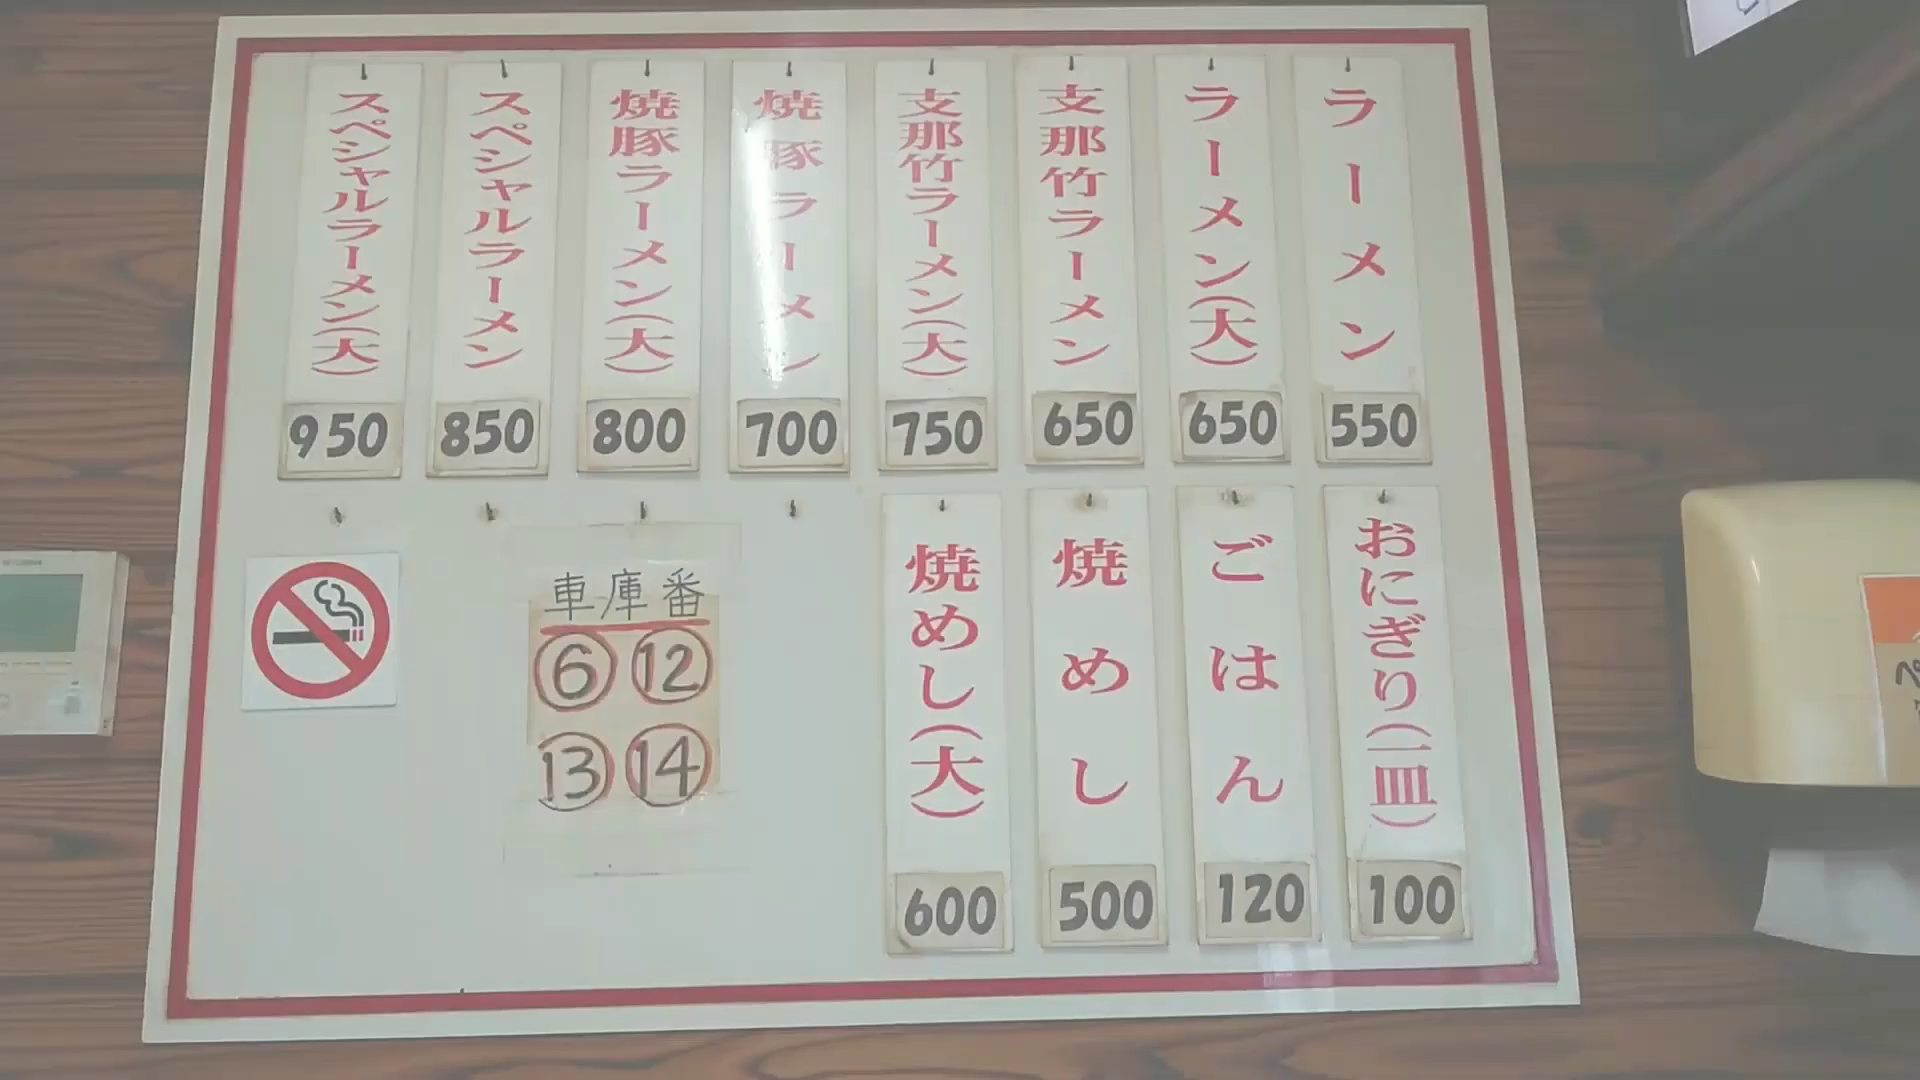 ラーメン
550
ラーメン(大)
650
支那竹ラーメン
650
支那竹ラーメン(大)
750
焼豚ラーメン
700
焼豚ラーメン(大)
800
スペシャルラーメン
850
スペシャルラーメン(大)
950
おにぎり(一皿)
100
ごはん
120
焼めし
500
焼めし(大)
600
車庫番
⑥ ⑫
⑬ ⑭